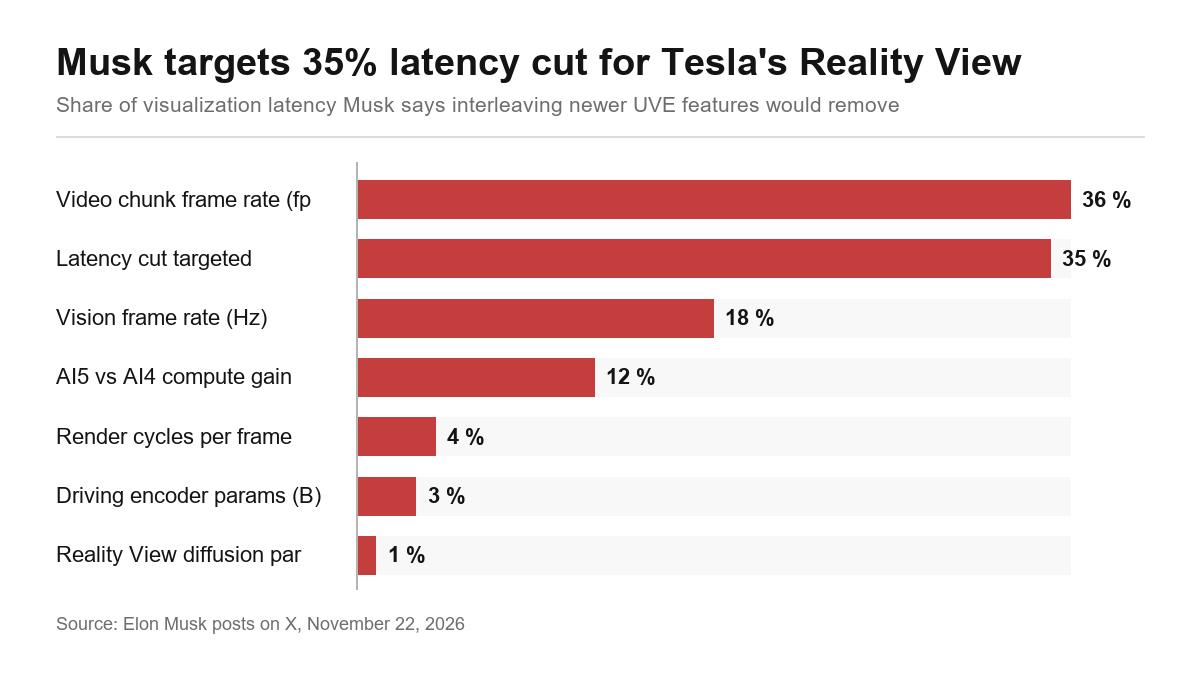 Musk targets 35% latency cut for Tesla's Reality View
Share of visualization latency Musk says interleaving newer UVE features would remove
Video chunk frame rate (fp 36 %
Latency cut targeted 35 %
Vision frame rate (Hz) 18 %
AI5 vs AI4 compute gain 12 %
Render cycles per frame 4 %
Driving encoder params (B) 3 %
Reality View diffusion par 1 %
Source: Elon Musk posts on X, November 22, 2026